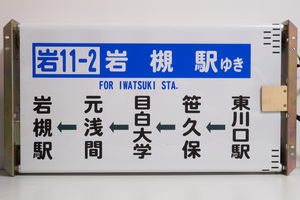 岩11-2 岩槻駅ゆき
FOR IWATSUKI STA.
岩槻駅 ← 元浅間 ← 目白大学 ← 笹久保 ← 東川口駅